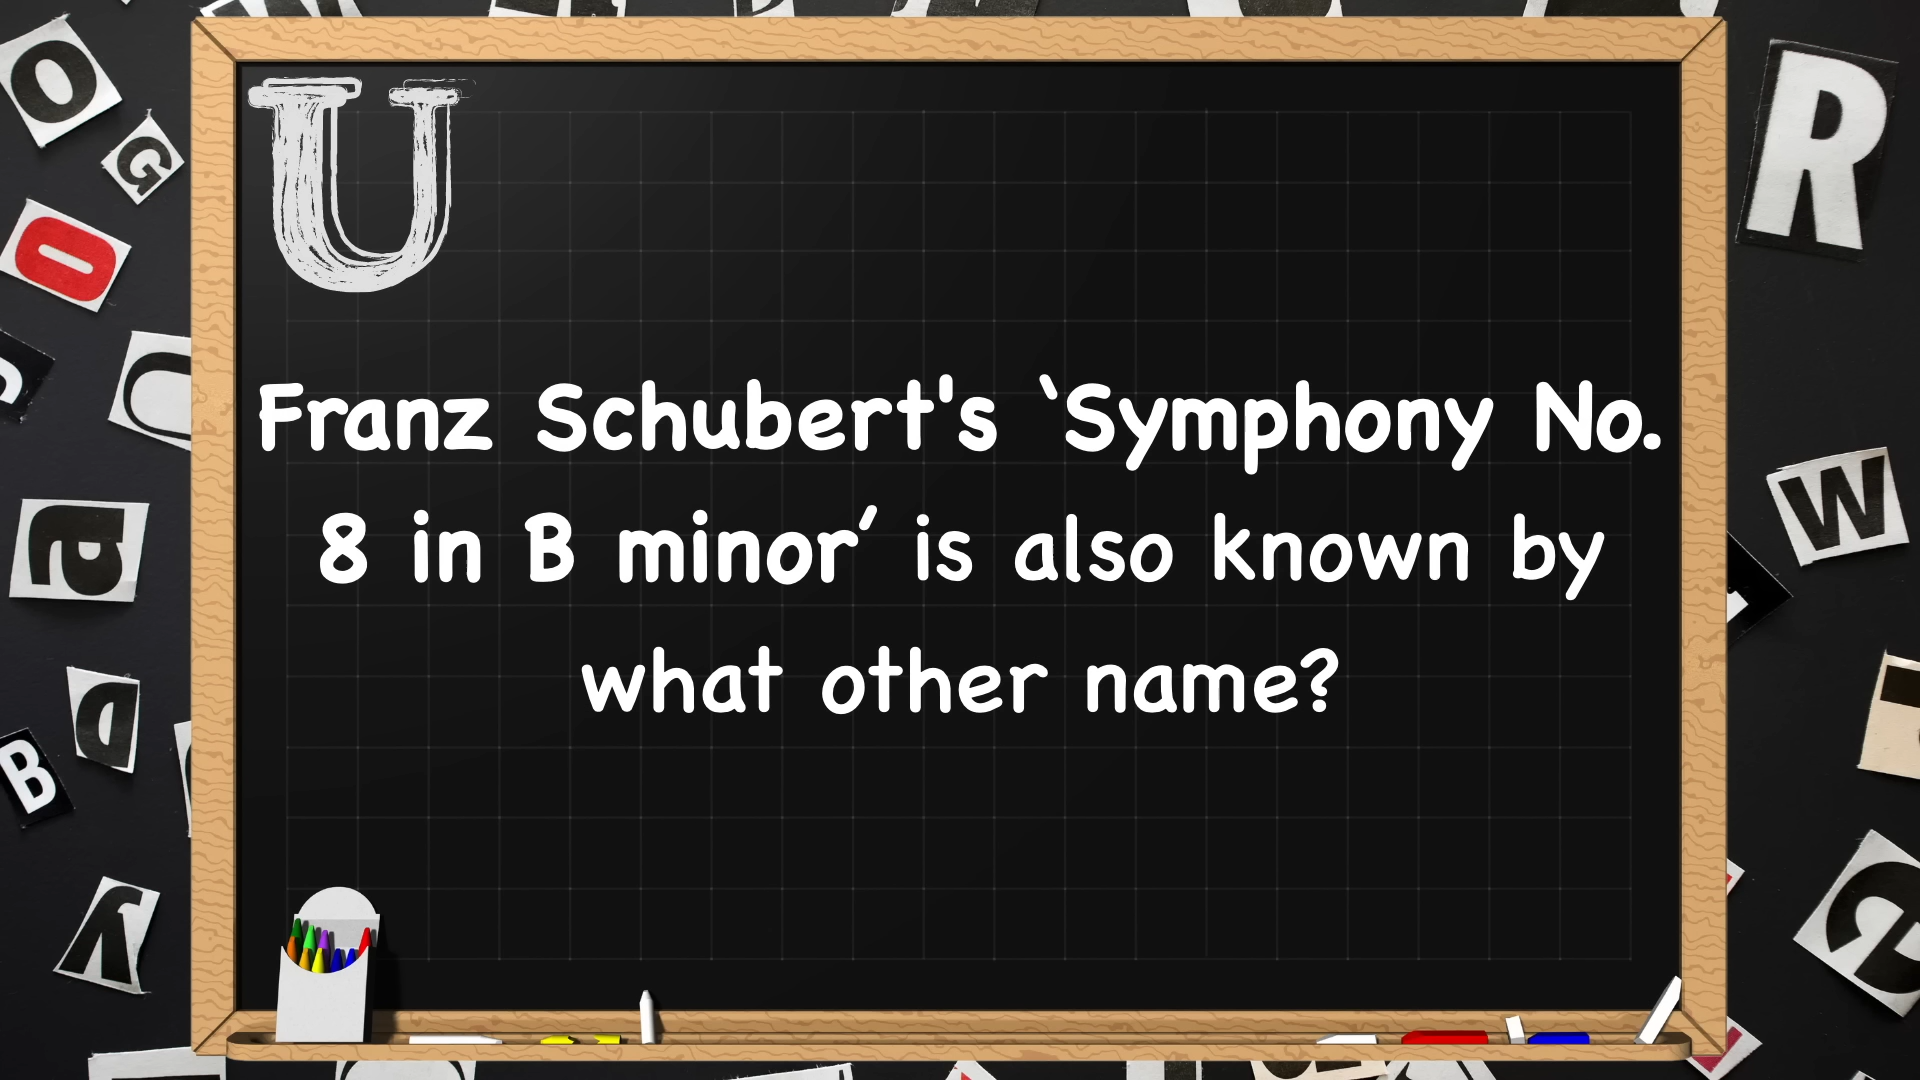 U
Franz Schubert's ‵Symphony No.
8 in B minor′ is also known by
what other name?
O
G
O
a
B
y
R
W
e